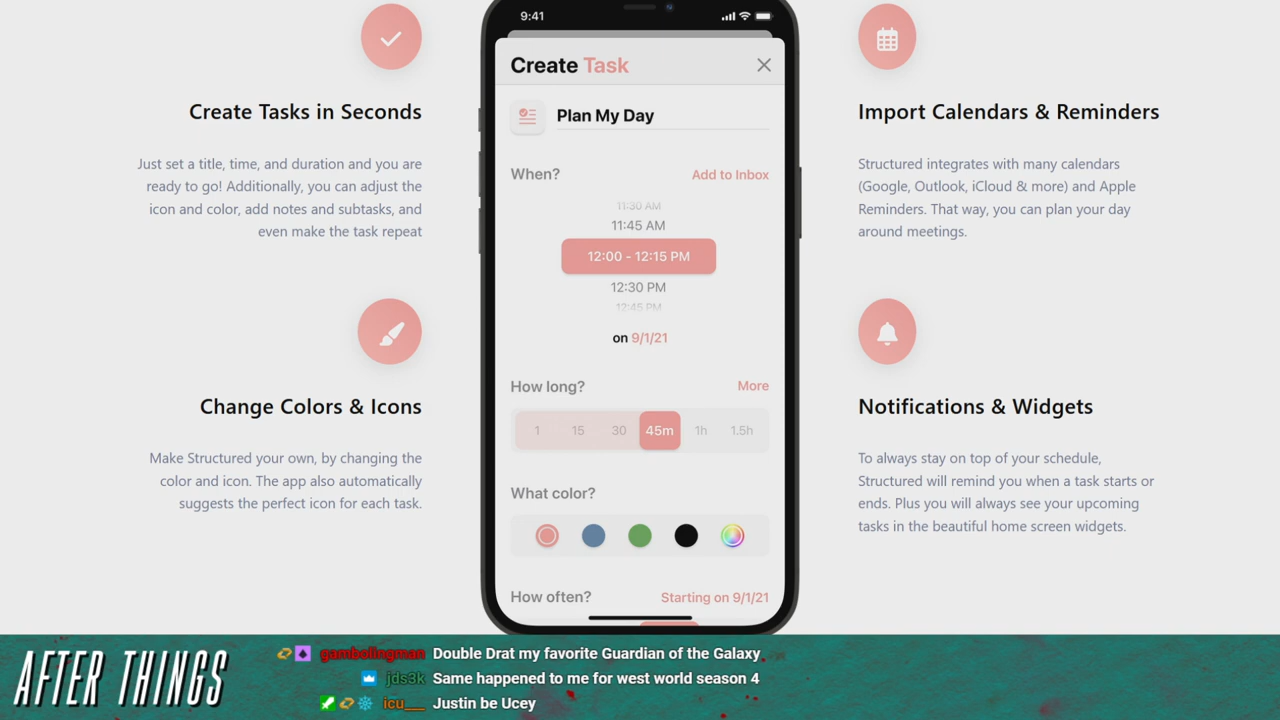 Create Tasks in Seconds
Just set a title, time, and duration and you are
ready to go! Additionally, you can adjust the
icon and color, add notes and subtasks, and
even make the task repeat
Change Colors & Icons
Make Structured your own, by changing the
color and icon. The app also automatically
suggests the perfect icon for each task.
9:41
Create Task
Plan My Day
When? Add to Inbox
11:30 AM
11:45 AM
12:00 - 12:15 PM
12:30 PM
12:45 PM
on 9/1/21
How long? More
1 15 30 45m 1h 1.5h
What color?
How often? Starting on 9/1/21
Import Calendars & Reminders
Structured integrates with many calendars
(Google, Outlook, iCloud & more) and Apple
Reminders. That way, you can plan your day
around meetings.
Notifications & Widgets
To always stay on top of your schedule,
Structured will remind you when a task starts or
ends. Plus you will always see your upcoming
tasks in the beautiful home screen widgets.
AFTER THINGS
gambolingman Double Drat my favorite Guardian of the Galaxy
jds3k Same happened to me for west world season 4
icu___ Justin be Ucey